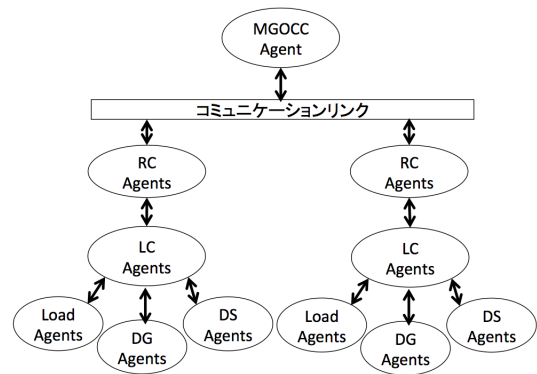 MGOCC
Agent
コミュニケーションリンク
RC
Agents
RC
Agents
LC
Agents
LC
Agents
Load
Agents
DG
Agents
DS
Agents
Load
Agents
DG
Agents
DS
Agents